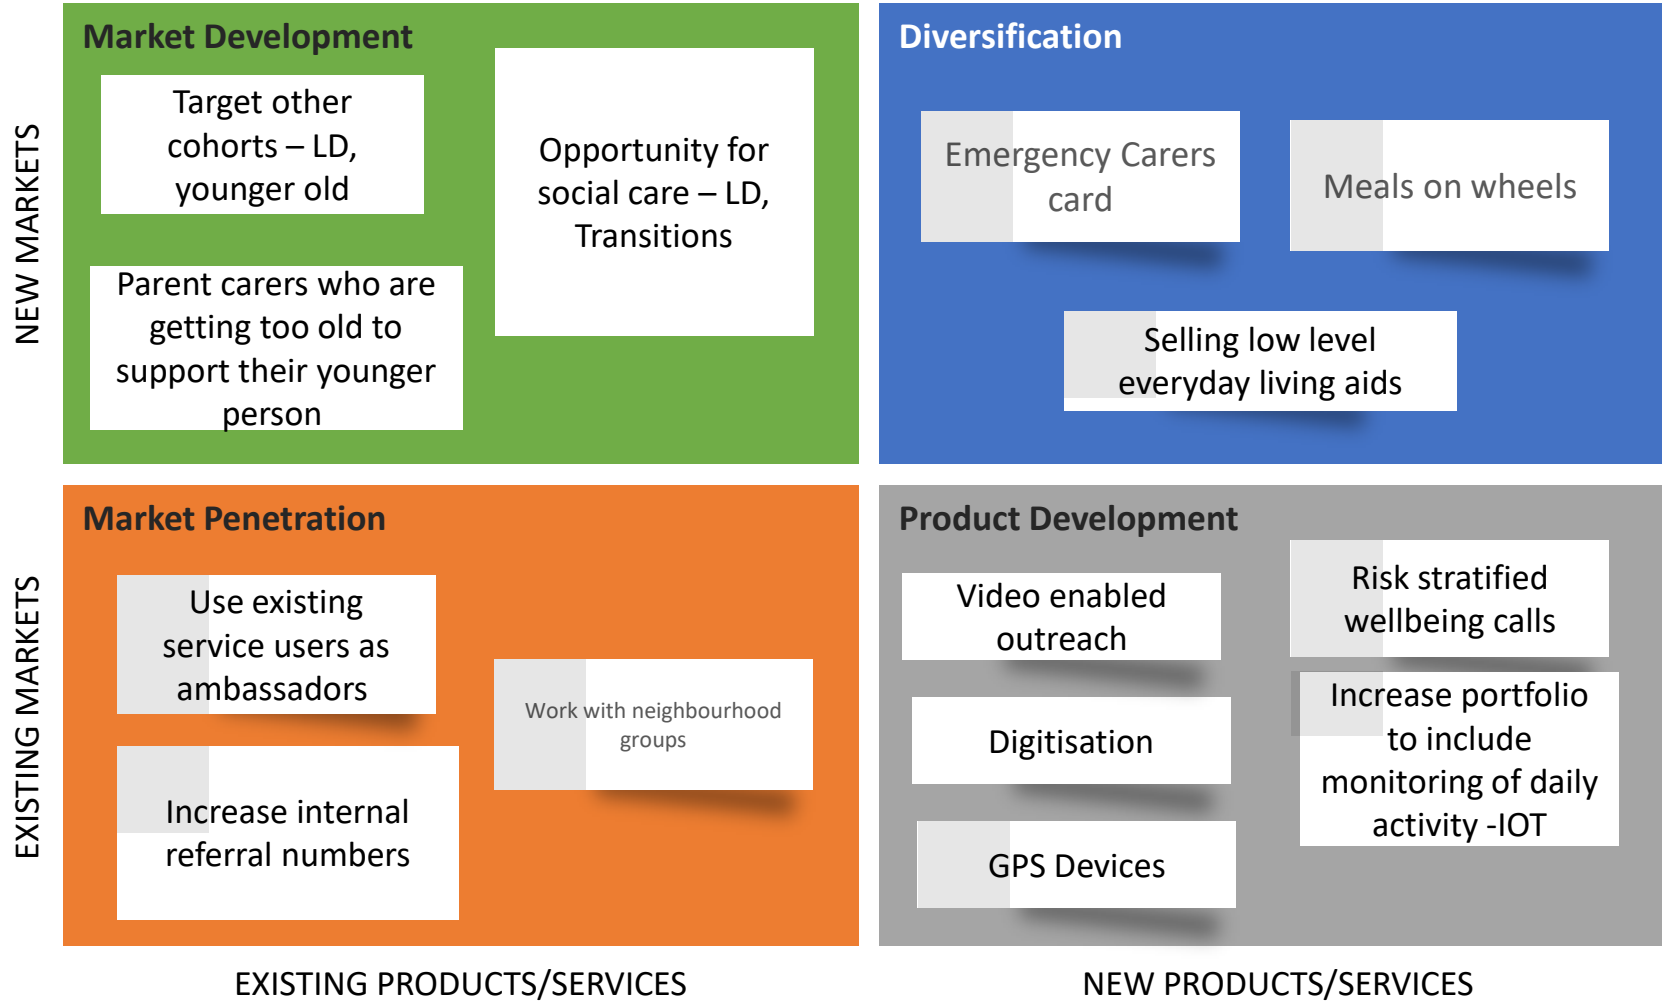 NEW MARKETS
Market Development
Target other
cohorts – LD,
younger old
Opportunity for
social care – LD,
Transitions
Parent carers who are
getting too old to
support their younger
person
Diversification
Emergency Carers
card
Meals on wheels
Selling low level
everyday living aids
EXISTING MARKETS
Market Penetration
Use existing
service users as
ambassadors
Work with neighbourhood
groups
Increase internal
referral numbers
Product Development
Video enabled
outreach
Risk stratified
wellbeing calls
Digitisation
Increase portfolio
to include
monitoring of daily
activity -IOT
GPS Devices
EXISTING PRODUCTS/SERVICES
NEW PRODUCTS/SERVICES